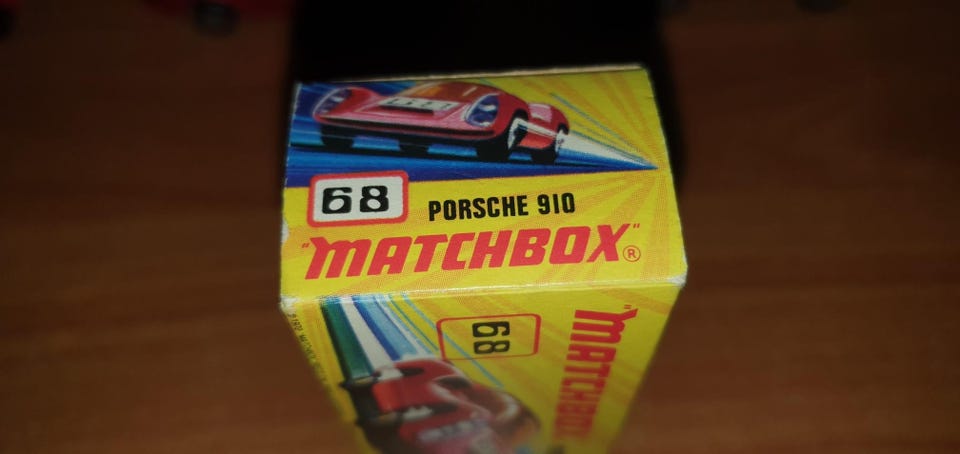 68 PORSCHE 910
"MATCHBOX"®
68
"MATCHBOX